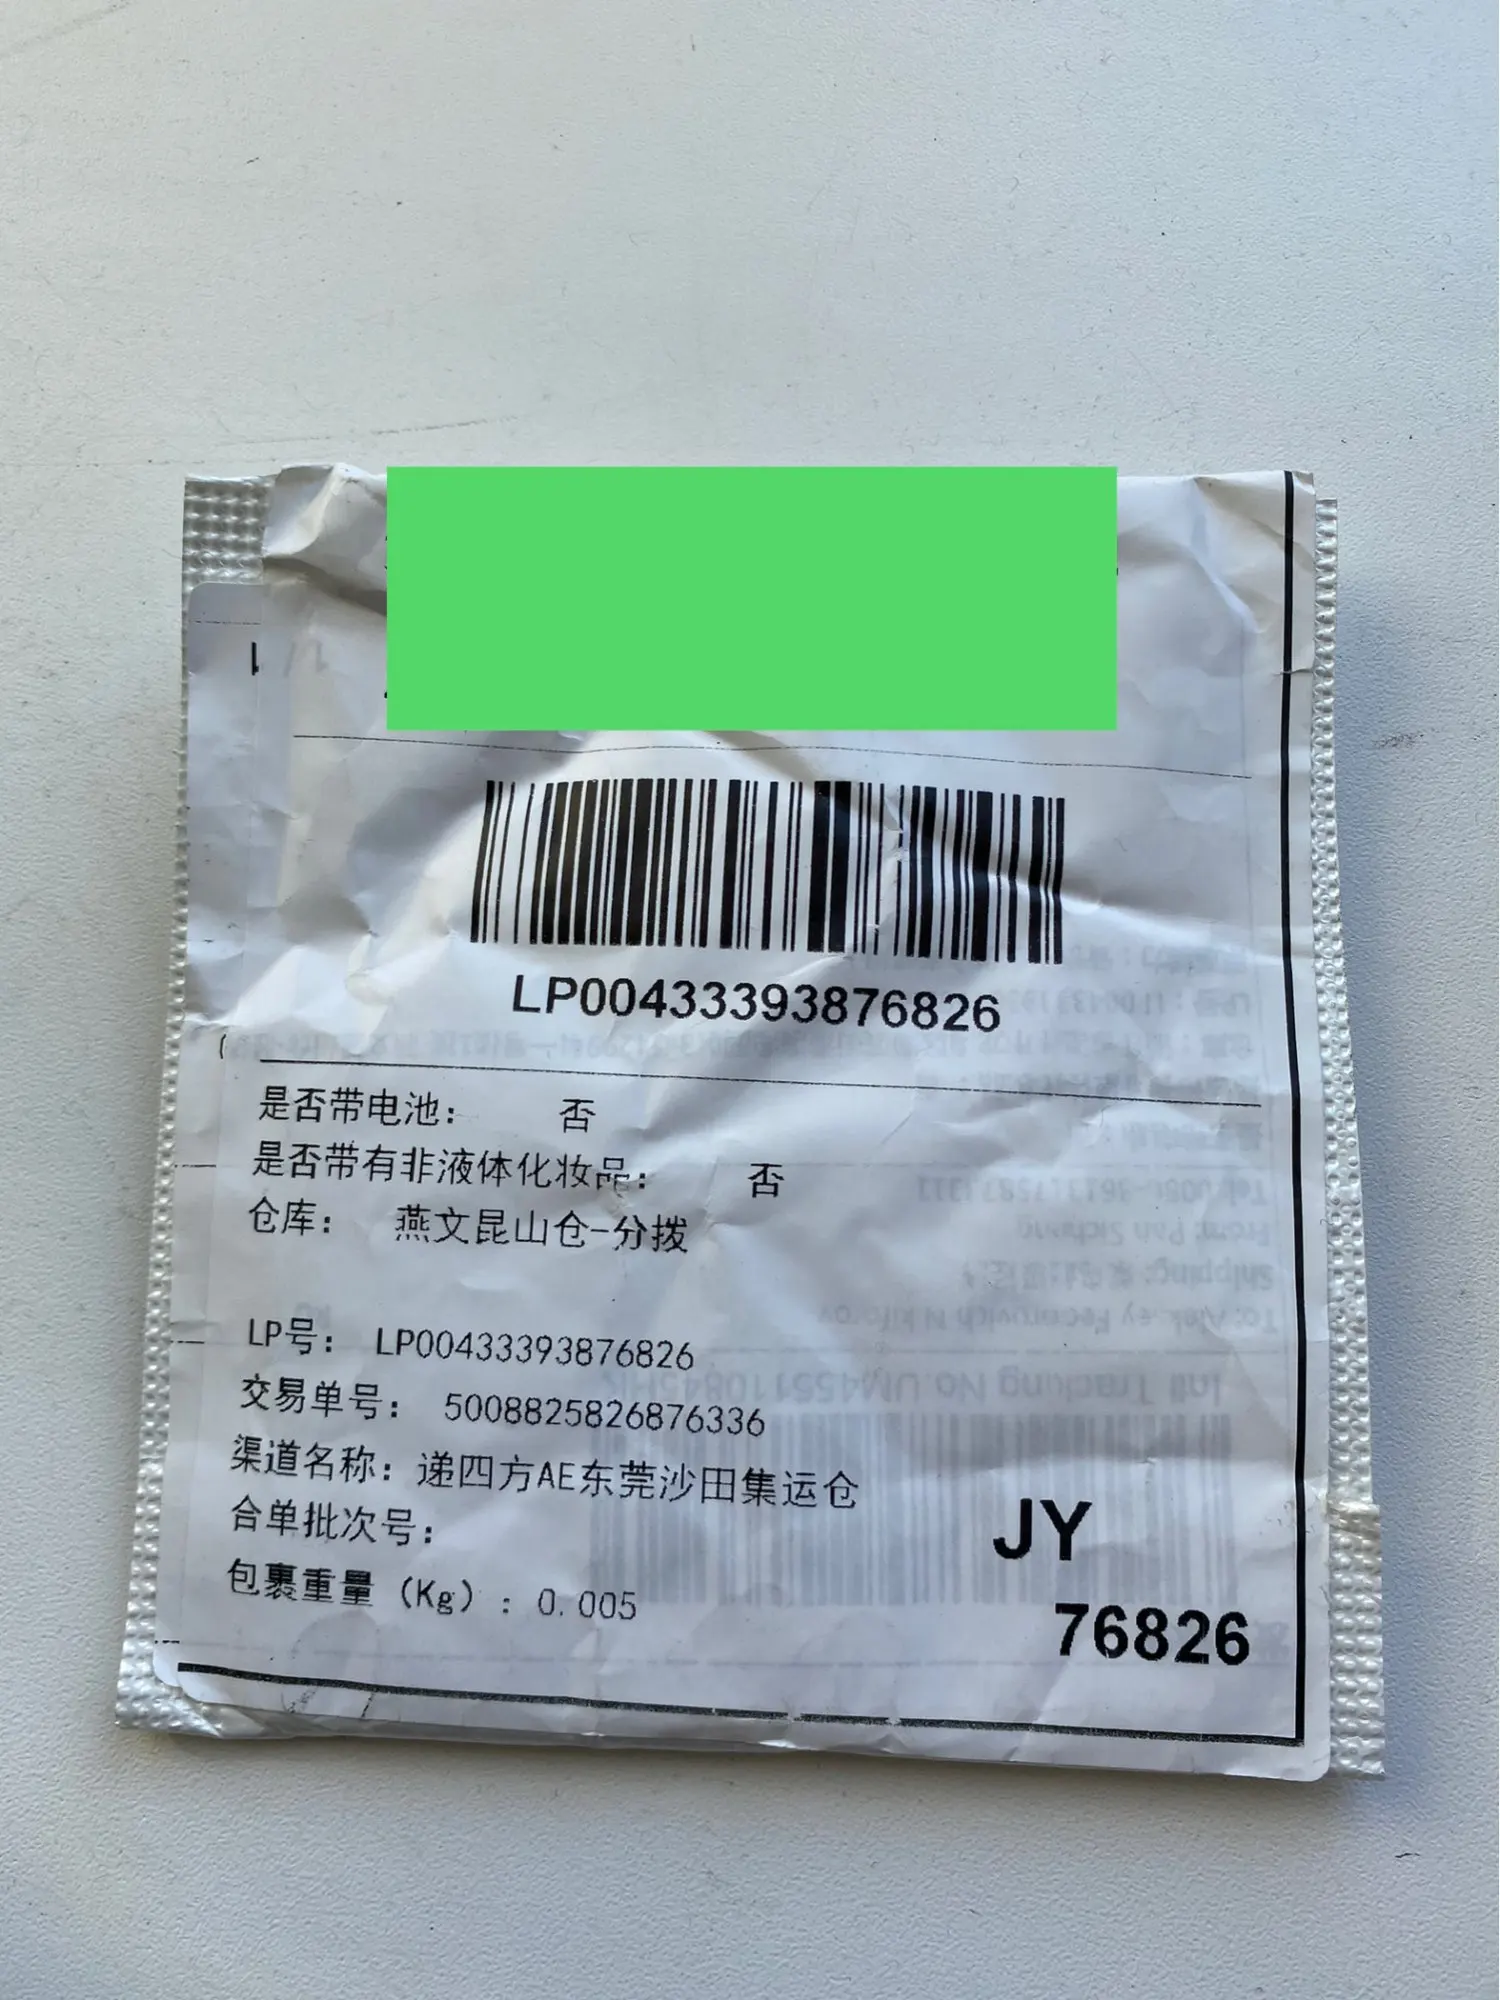 LP00433393876826
是否带电池： 否
是否带有非液体化妆品： 否
仓库： 燕文昆山仓-分拨
LP号： LP00433393876826
交易单号： 5008825826876336
渠道名称：递四方AE东莞沙田集运仓
合单批次号：
包裹重量（Kg）：0.005
JY
76826